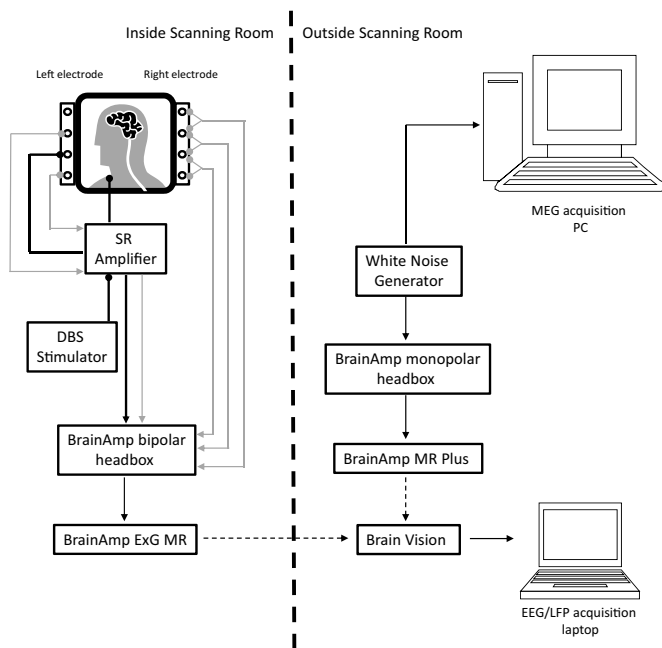 Inside Scanning Room
Outside Scanning Room
Left electrode
Right electrode
SR
Amplifier
DBS
Stimulator
BrainAmp bipolar
headbox
BrainAmp ExG MR
MEG acquisition
PC
White Noise
Generator
BrainAmp monopolar
headbox
BrainAmp MR Plus
Brain Vision
EEG/LFP acquisition
laptop